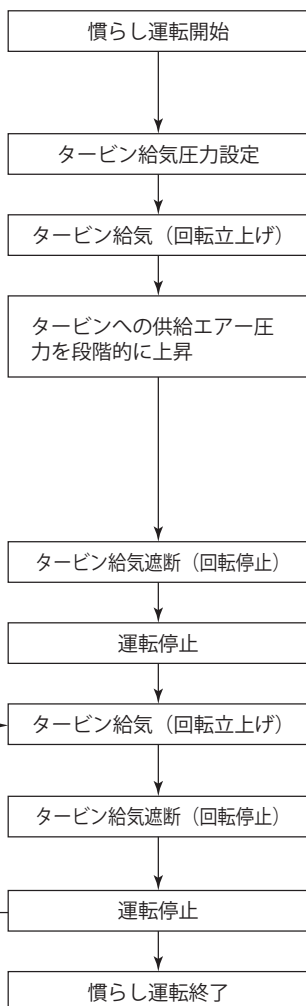 慣らし運転開始
タービン給気圧力設定
タービン給気（回転立上げ）
タービンへの供給エアー圧
力を段階的に上昇
タービン給気遮断（回転停止）
運転停止
タービン給気（回転立上げ）
タービン給気遮断（回転停止）
運転停止
慣らし運転終了